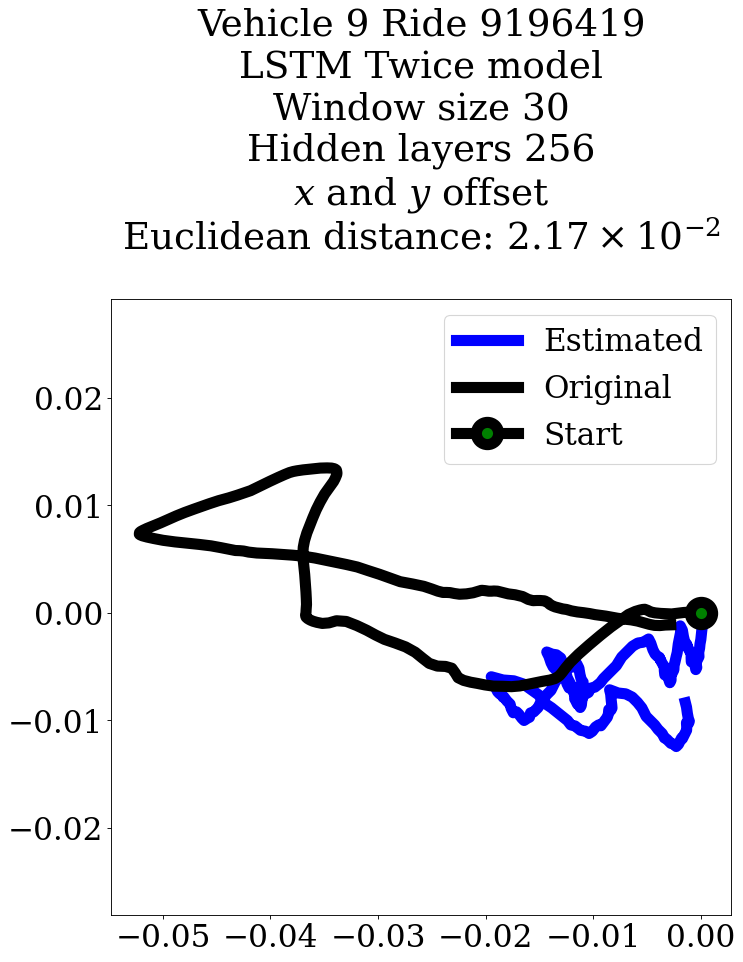 Vehicle 9 Ride 9196419
LSTM Twice model
Window size 30
Hidden layers 256
x and y offset
Euclidean distance: 2.17 × 10⁻²
Estimated
Original
Start
0.02
0.01
0.00
−0.01
−0.02
−0.05 −0.04 −0.03 −0.02 −0.01 0.00